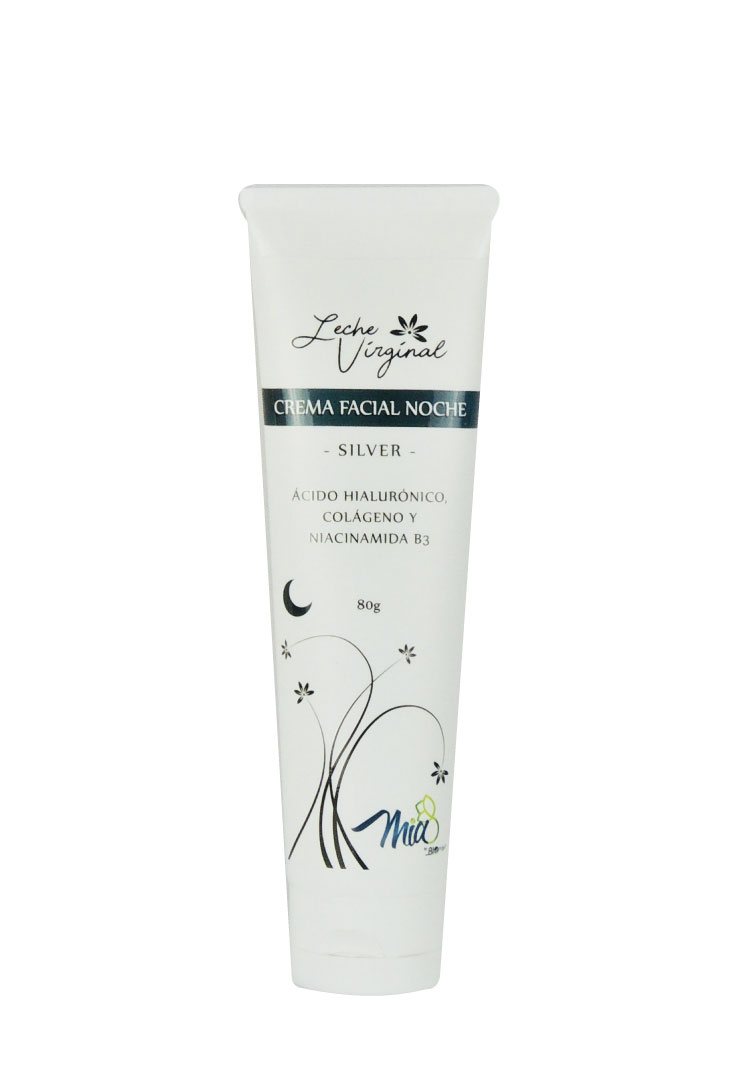 Leche
Virginal
CREMA FACIAL NOCHE
- SILVER -
ÁCIDO HIALURÓNICO,
COLÁGENO Y
NIACINAMIDA B3
80g
Mia